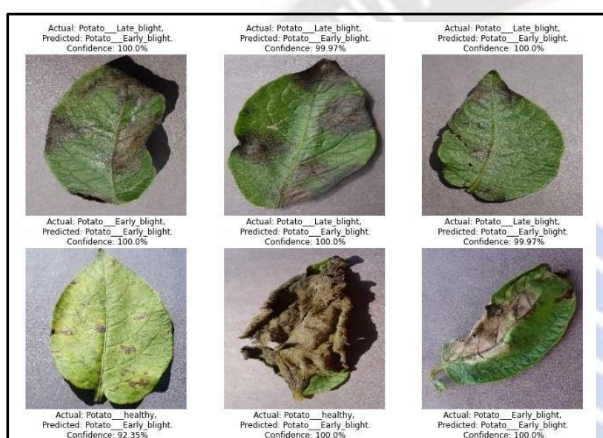 Actual: Potato___Late_blight,
Predicted: Potato___Early_blight.
Confidence: 100.0%
Actual: Potato___Late_blight,
Predicted: Potato___Early_blight.
Confidence: 99.97%
Actual: Potato___Late_blight,
Predicted: Potato___Early_blight.
Confidence: 100.0%
Actual: Potato___Early_blight,
Predicted: Potato___Early_blight.
Confidence: 100.0%
Actual: Potato___Late_blight,
Predicted: Potato___Early_blight.
Confidence: 100.0%
Actual: Potato___Late_blight,
Predicted: Potato___Early_blight.
Confidence: 99.97%
Actual: Potato___healthy,
Predicted: Potato___Early_blight.
Confidence: 92.35%
Actual: Potato___healthy,
Predicted: Potato___Early_blight.
Confidence: 100.0%
Actual: Potato___Early_blight,
Predicted: Potato___Early_blight.
Confidence: 100.0%